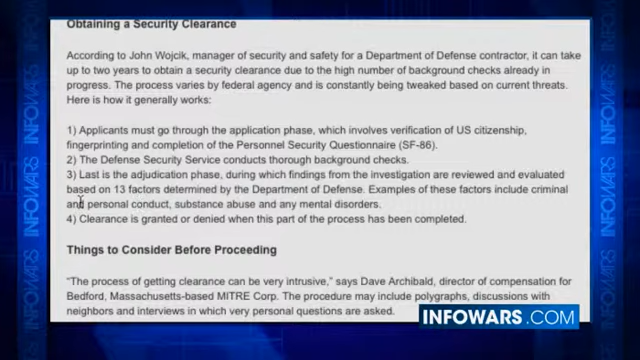 Obtaining a Security Clearance
According to John Wojcik, manager of security and safety for a Department of Defense contractor, it can take
up to two years to obtain a security clearance due to the high number of background checks already in
progress. The process varies by federal agency and is constantly being tweaked based on current threats.
Here is how it generally works:
1) Applicants must go through the application phase, which involves verification of US citizenship,
fingerprinting and completion of the Personnel Security Questionnaire (SF-86).
2) The Defense Security Service conducts thorough background checks.
3) Last is the adjudication phase, during which findings from the investigation are reviewed and evaluated
based on 13 factors determined by the Department of Defense. Examples of these factors include criminal
and personal conduct, substance abuse and any mental disorders.
4) Clearance is granted or denied when this part of the process has been completed.
Things to Consider Before Proceeding
“The process of getting clearance can be very intrusive,” says Dave Archibald, director of compensation for
Bedford, Massachusetts-based MITRE Corp. The procedure may include polygraphs, discussions with
neighbors and interviews in which very personal questions are asked.
INFOWARS.COM
INFOWARS
INFOWARS
INFOWARS
INFOWARS